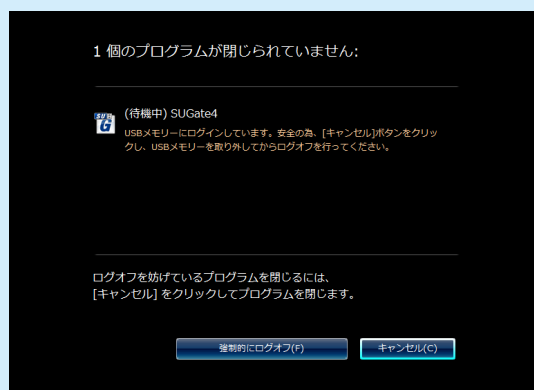 1 個のプログラムが閉じられていません:
(待機中) SUGate4
USBメモリーにログインしています。安全の為、[キャンセル]ボタンをクリッ
クし、USBメモリーを取り外してからログオフを行ってください。
ログオフを妨げているプログラムを閉じるには、
[キャンセル] をクリックしてプログラムを閉じます。
強制的にログオフ(F)
キャンセル(C)